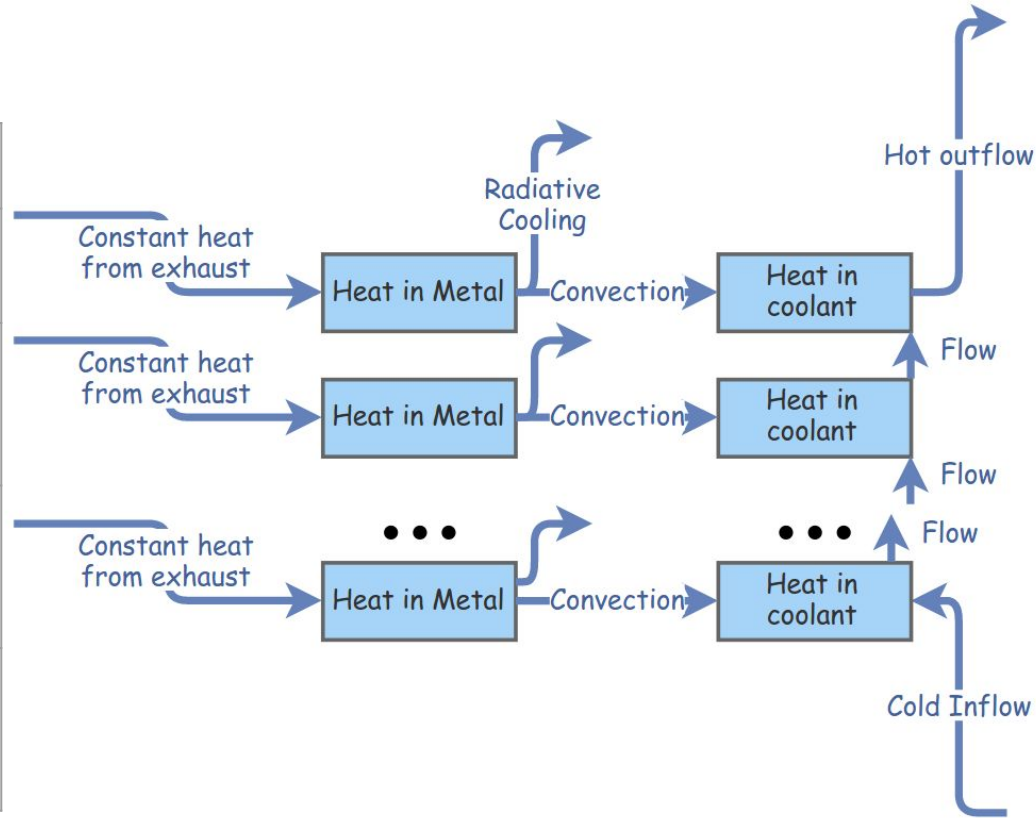 Hot outflow
Radiative
Cooling
Constant heat
from exhaust
Heat in Metal
Convection
Heat in
coolant
Flow
Constant heat
from exhaust
Heat in Metal
Convection
Heat in
coolant
Flow
Constant heat
from exhaust
• • •
• • •
Flow
Heat in Metal
Convection
Heat in
coolant
Cold Inflow